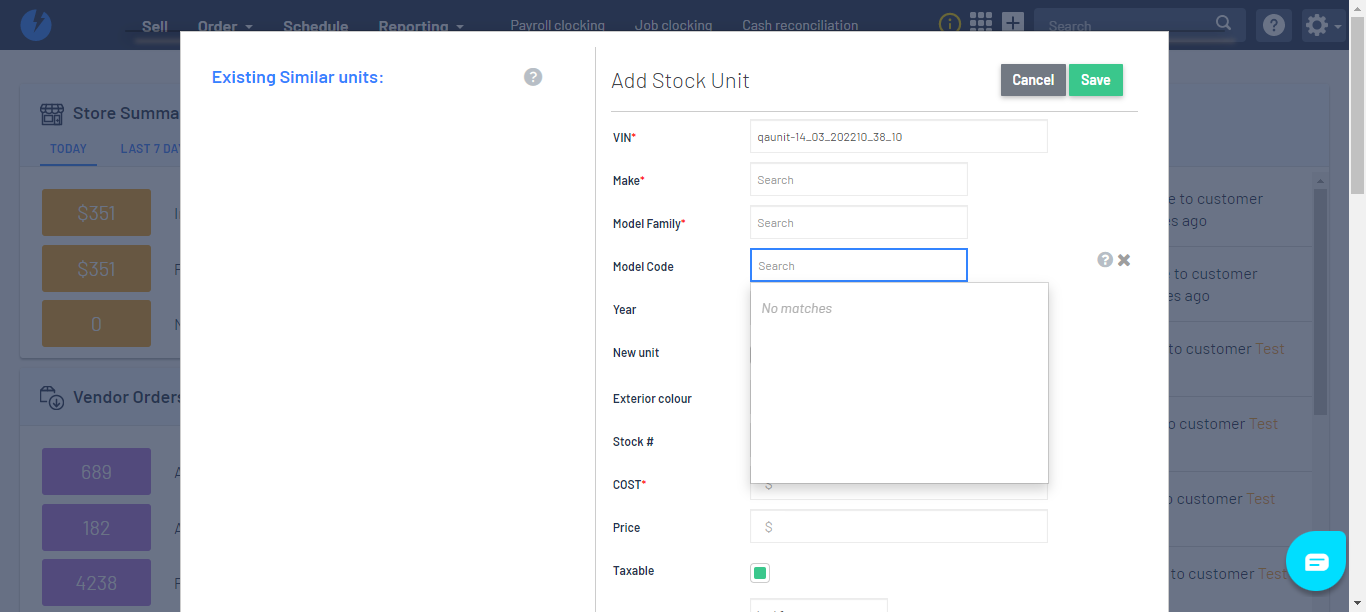 Sell Order Schedule Reporting Payroll clocking Job clocking Cash reconciliation Search
Existing Similar units:
Add Stock Unit
Cancel Save
Store Summa
TODAY LAST 7 DA
$351
$351
0
Vendor Orders
689
182
4238
VIN* qaunit-14_03_202210_38_10
Make* Search
Model Family* Search
Model Code Search
No matches
Year
New unit
Exterior colour
Stock #
COST* $
Price $
Taxable
e to customer
s ago
to customer
es ago
to customer Test
o customer Test
o customer Test
to customer Test